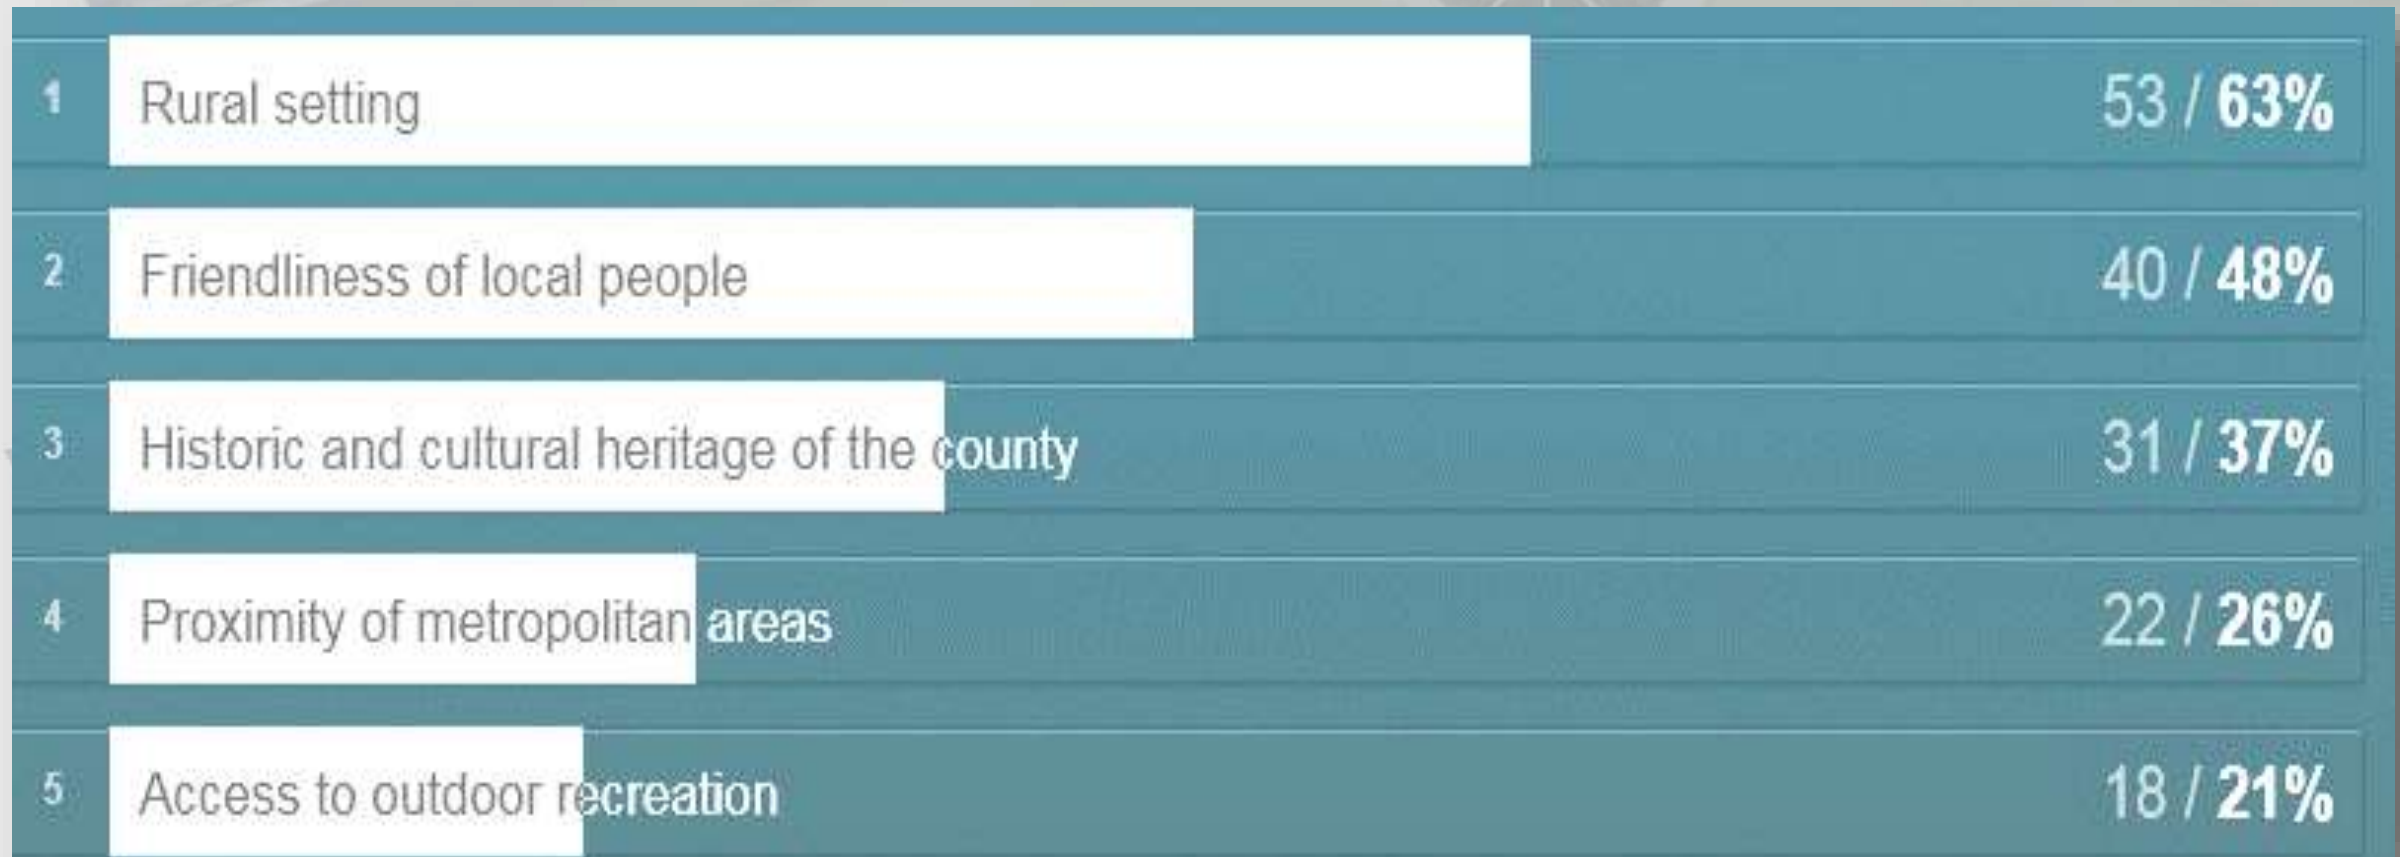 1 Rural setting 53 / 63%
2 Friendliness of local people 40 / 48%
3 Historic and cultural heritage of the county 31 / 37%
4 Proximity of metropolitan areas 22 / 26%
5 Access to outdoor recreation 18 / 21%